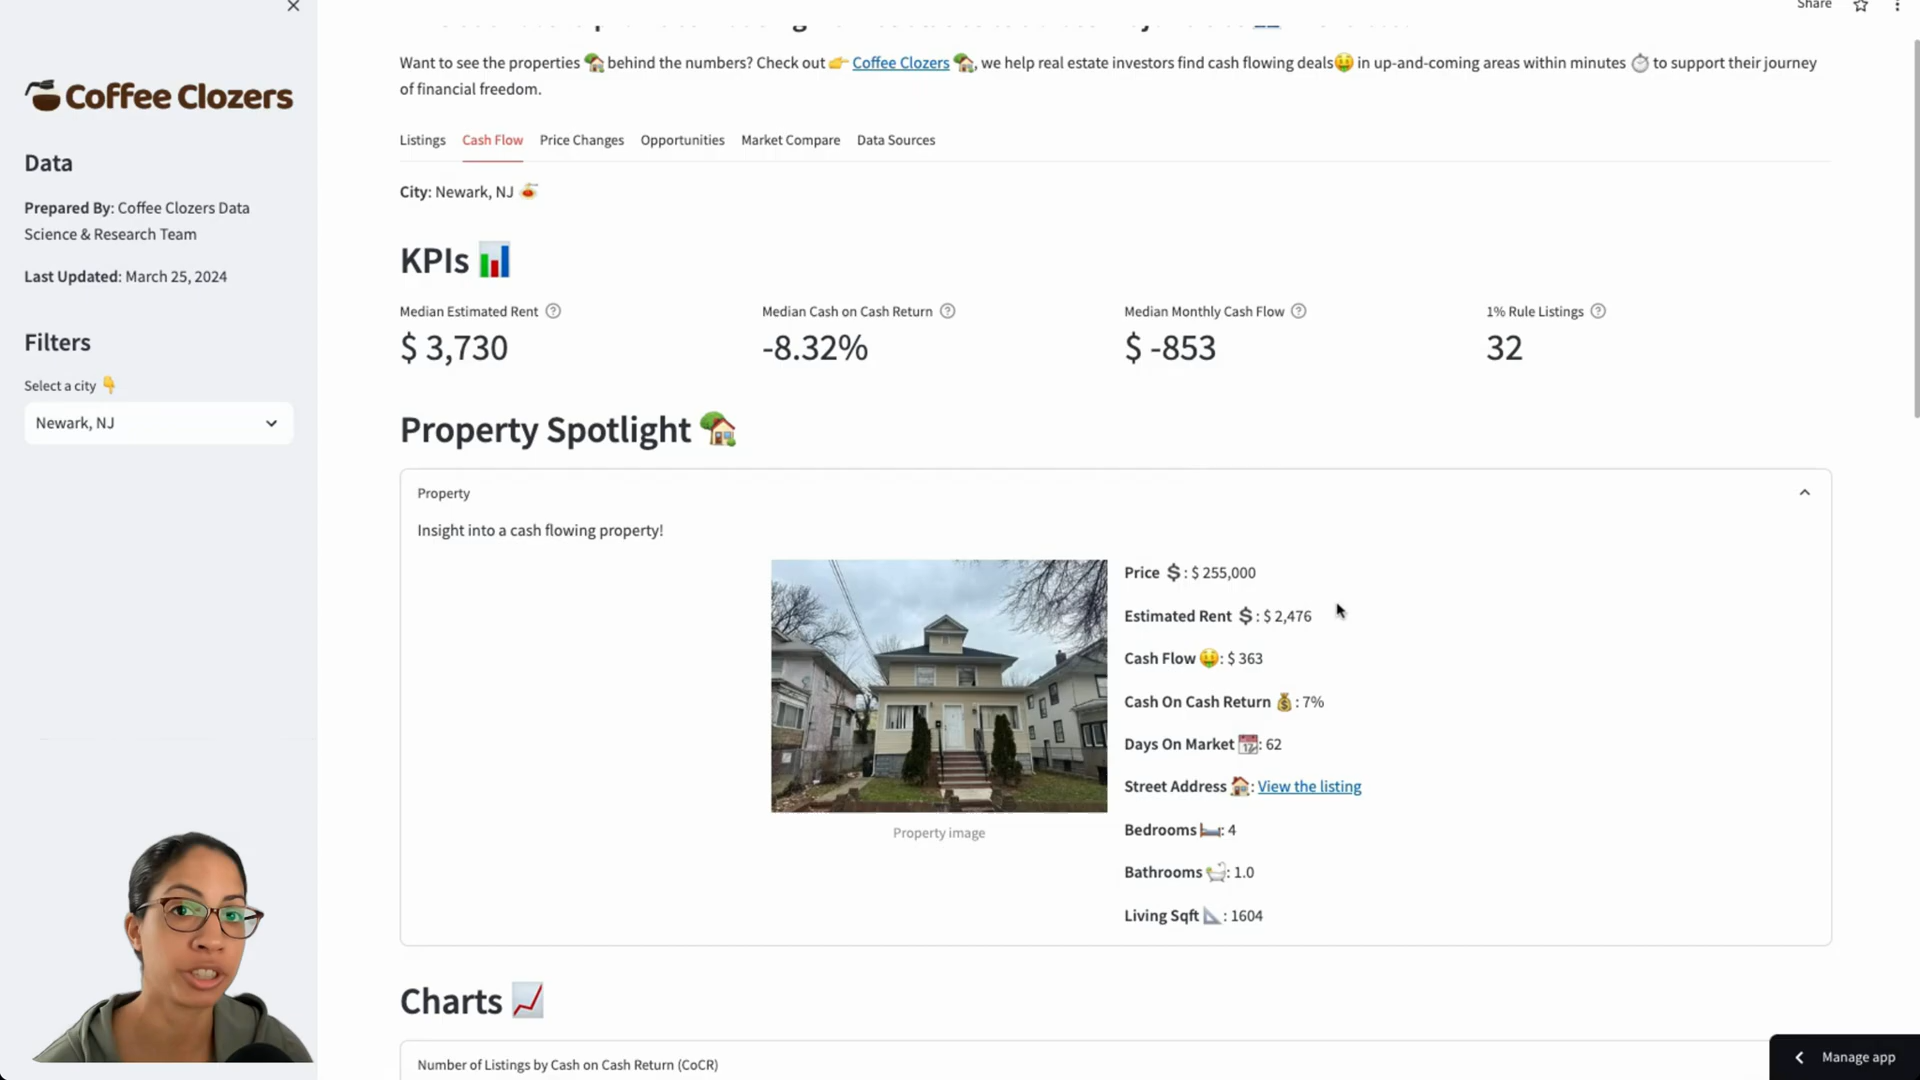 Share
Coffee Clozers
Data
Prepared By: Coffee Clozers Data
Science & Research Team
Last Updated: March 25, 2024
Filters
Select a city 👇
Newark, NJ
Want to see the properties 🏡 behind the numbers? Check out 👉 Coffee Clozers 🏡, we help real estate investors find cash flowing deals🤑 in up-and-coming areas within minutes ⏱️ to support their journey
of financial freedom.
Listings Cash Flow Price Changes Opportunities Market Compare Data Sources
City: Newark, NJ
KPIs 📊
Median Estimated Rent
$ 3,730
Median Cash on Cash Return
-8.32%
Median Monthly Cash Flow
$ -853
1% Rule Listings
32
Property Spotlight 🏡
Property
Insight into a cash flowing property!
Property image
Price 💲: $ 255,000
Estimated Rent 💲: $ 2,476
Cash Flow 🤑: $ 363
Cash On Cash Return 💰: 7%
Days On Market 📅: 62
Street Address 🏠: View the listing
Bedrooms 🛏️: 4
Bathrooms 🛀: 1.0
Living Sqft 📐: 1604
Charts 📈
Number of Listings by Cash on Cash Return (CoCR)
Manage app